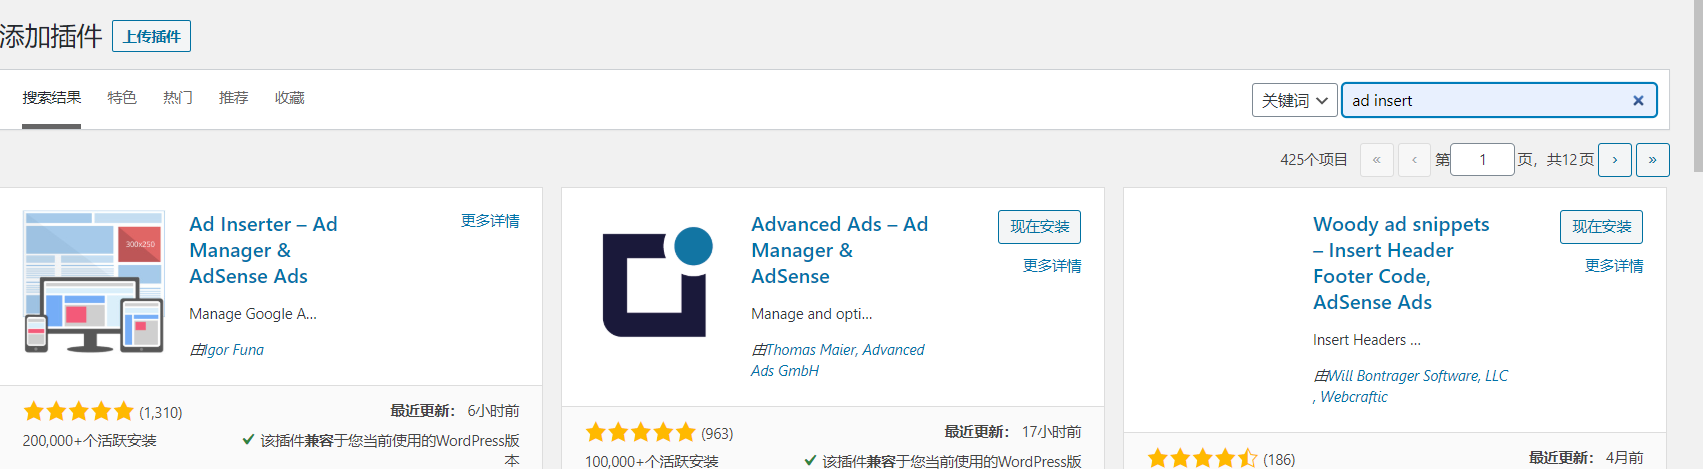 添加插件 上传插件
搜索结果 特色 热门 推荐 收藏 关键词 ad insert
425个项目 « ‹ 第 1 页，共12页 › »
300x250
Ad Inserter – Ad
Manager &
AdSense Ads
更多详情
Manage Google A...
由Igor Funa
(1,310)
最近更新： 6小时前
200,000+个活跃安装
该插件兼容于您当前使用的WordPress版
本
Advanced Ads – Ad
Manager &
AdSense
现在安装
更多详情
Manage and opti...
由Thomas Maier, Advanced
Ads GmbH
(963)
最近更新： 17小时前
100,000+个活跃安装
该插件兼容于您当前使用的WordPress版
Woody ad snippets
– Insert Header
Footer Code,
AdSense Ads
现在安装
更多详情
Insert Headers ...
由Will Bontrager Software, LLC
, Webcraftic
(186)
最近更新： 4月前